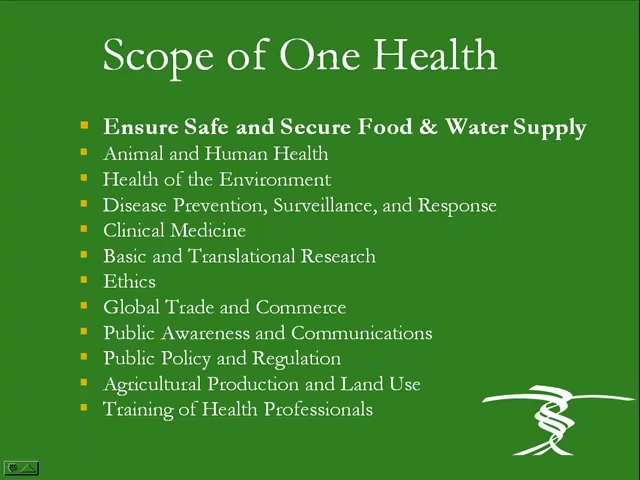 Scope of One Health
Ensure Safe and Secure Food & Water Supply
Animal and Human Health
Health of the Environment
Disease Prevention, Surveillance, and Response
Clinical Medicine
Basic and Translational Research
Ethics
Global Trade and Commerce
Public Awareness and Communications
Public Policy and Regulation
Agricultural Production and Land Use
Training of Health Professionals